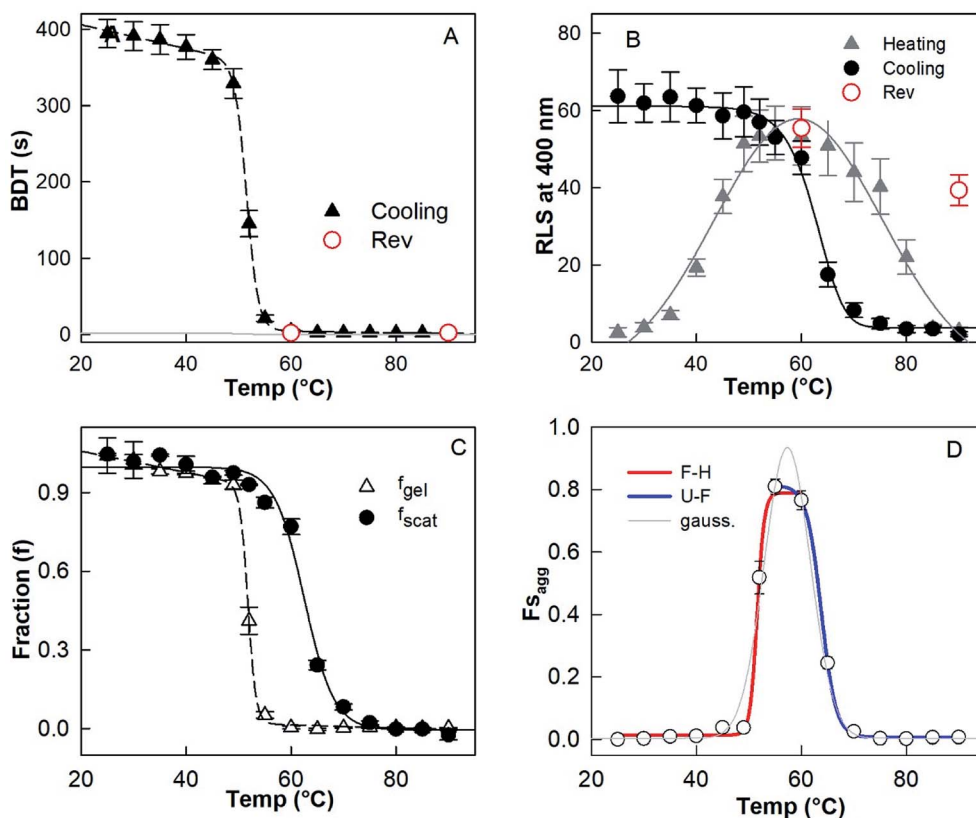 A
400
300
200
100
0
BDT (s)
Cooling
Rev
20 40 60 80
Temp (°C)
B
80
60
40
20
0
RLS at 400 nm
Heating
Cooling
Rev
20 40 60 80
Temp (°C)
C
0.9
0.6
0.3
0.0
Fraction (f)
fgel
fscat
20 40 60 80
Temp (°C)
D
1.0
0.8
0.6
0.4
0.2
0.0
Fsagg
F-H
U-F
gauss.
20 40 60 80
Temp (°C)